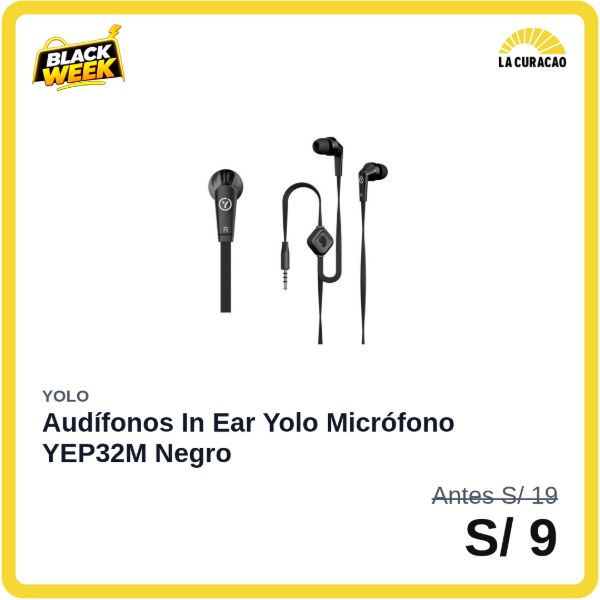 BLACK
WEEK
LA CURACAO
Y
R
YOLO
Audífonos In Ear Yolo Micrófono
YEP32M Negro
Antes S/ 19
S/ 9